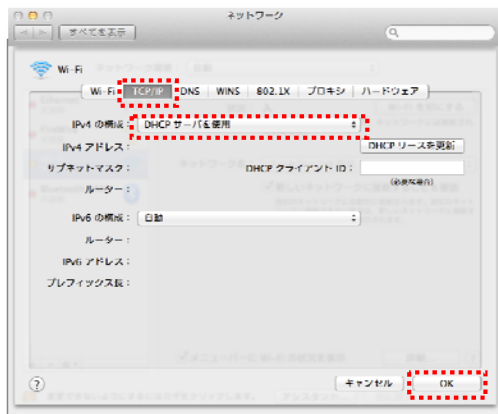 ネットワーク
すべてを表示
Wi-Fi
Wi-Fi TCP/IP DNS WINS 802.1X プロキシ ハードウェア
IPv4 の構成： DHCP サーバを使用
IPv4 アドレス： DHCP リースを更新
サブネットマスク： DHCP クライアント ID：
(必要な場合)
ルーター：
IPv6 の構成： 自動
ルーター：
IPv6 アドレス：
プレフィックス長：
? キャンセル OK